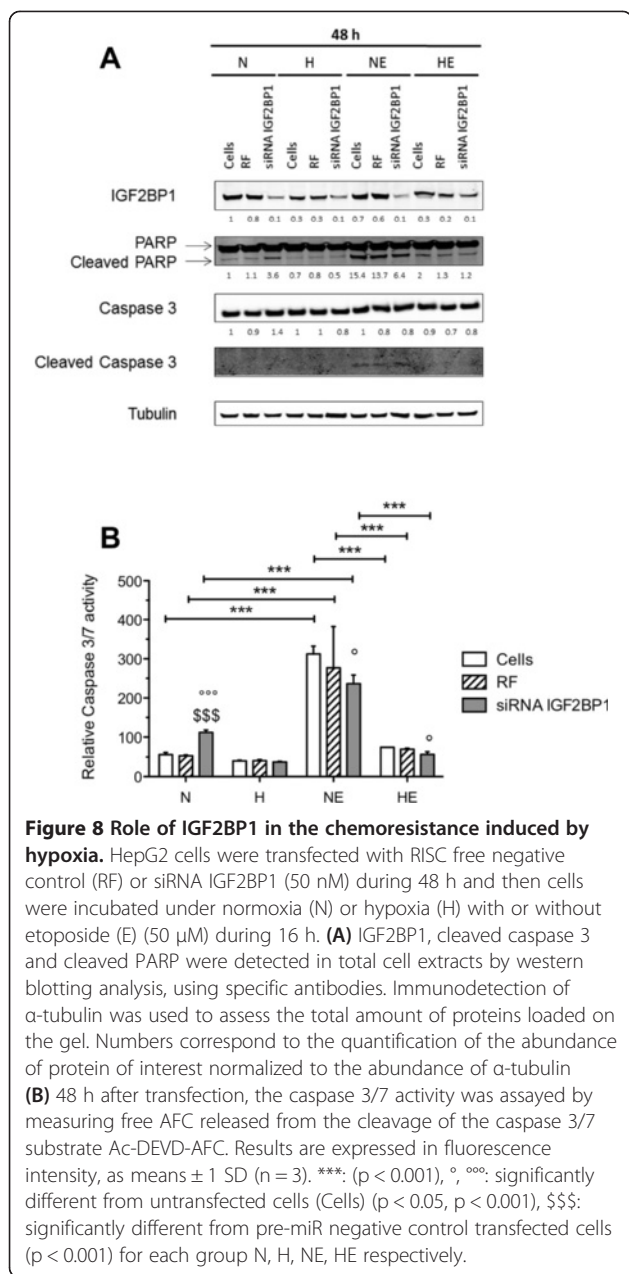 48 h
A
N H NE HE
Cells RF siRNA IGF2BP1 Cells RF siRNA IGF2BP1 Cells RF siRNA IGF2BP1 Cells RF siRNA IGF2BP1
IGF2BP1
1 0.8 0.1 0.3 0.3 0.1 0.7 0.6 0.1 0.3 0.2 0.1
PARP
Cleaved PARP
1 1.1 3.6 0.7 0.8 0.5 15.4 13.7 6.4 2 1.3 1.2
Caspase 3
1 0.9 1.4 1 1 0.8 1 0.8 0.8 0.9 0.7 0.8
Cleaved Caspase 3
Tubulin
B
***
***
***
***
***
***
Relative Caspase 3/7 activity
500
400
300
200
100
0
°°°
$$$
°
°
N H NE HE
Cells
RF
siRNA IGF2BP1
Figure 8 Role of IGF2BP1 in the chemoresistance induced by
hypoxia. HepG2 cells were transfected with RISC free negative
control (RF) or siRNA IGF2BP1 (50 nM) during 48 h and then cells
were incubated under normoxia (N) or hypoxia (H) with or without
etoposide (E) (50 μM) during 16 h. (A) IGF2BP1, cleaved caspase 3
and cleaved PARP were detected in total cell extracts by western
blotting analysis, using specific antibodies. Immunodetection of
α-tubulin was used to assess the total amount of proteins loaded on
the gel. Numbers correspond to the quantification of the abundance
of protein of interest normalized to the abundance of α-tubulin
(B) 48 h after transfection, the caspase 3/7 activity was assayed by
measuring free AFC released from the cleavage of the caspase 3/7
substrate Ac-DEVD-AFC. Results are expressed in fluorescence
intensity, as means ± 1 SD (n = 3). ***: (p < 0.001), °, °°°: significantly
different from untransfected cells (Cells) (p < 0.05, p < 0.001), $$$:
significantly different from pre-miR negative control transfected cells
(p < 0.001) for each group N, H, NE, HE respectively.